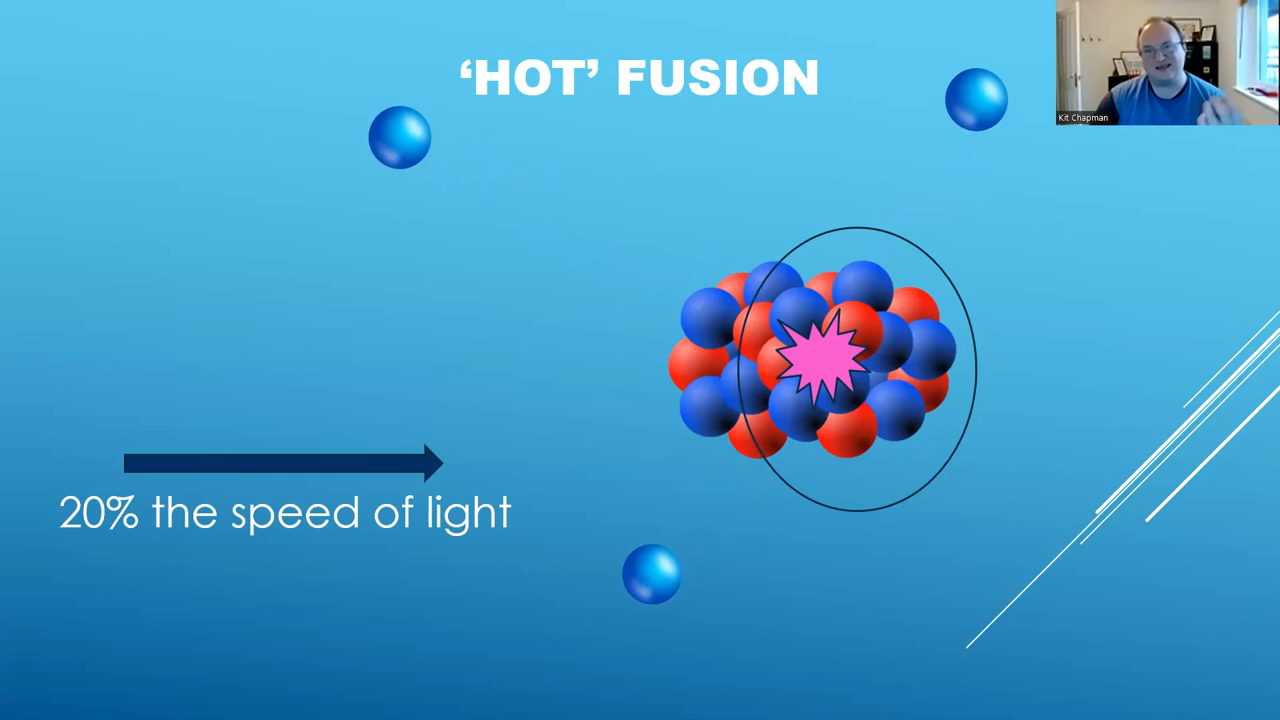 ‘HOT’ FUSION
Kit Chapman
20% the speed of light